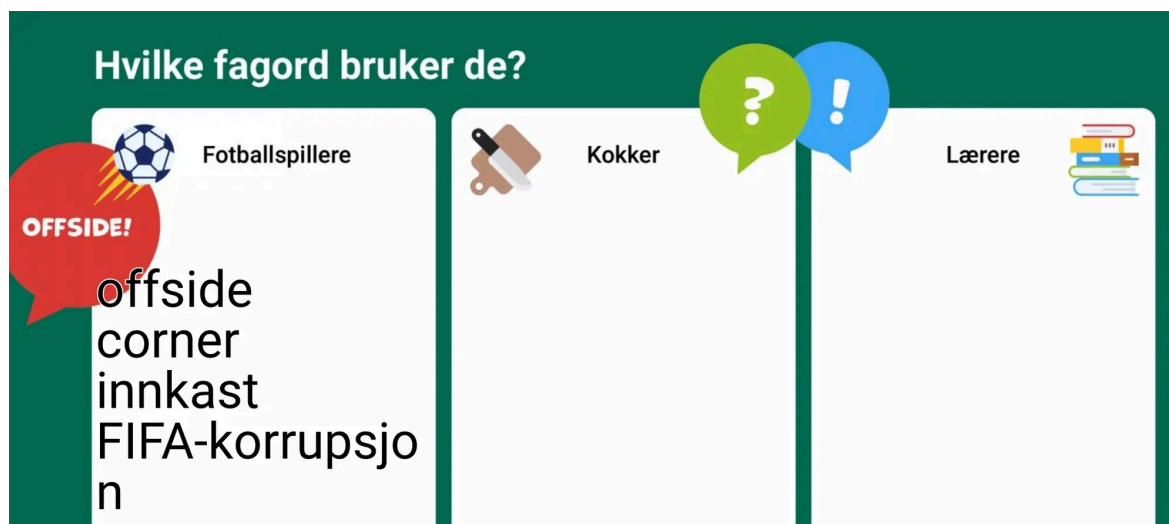 Hvilke fagord bruker de?
?
!
Fotballspillere
Kokker
Lærere
OFFSIDE!
offside
corner
innkast
FIFA-korrupsjo
n